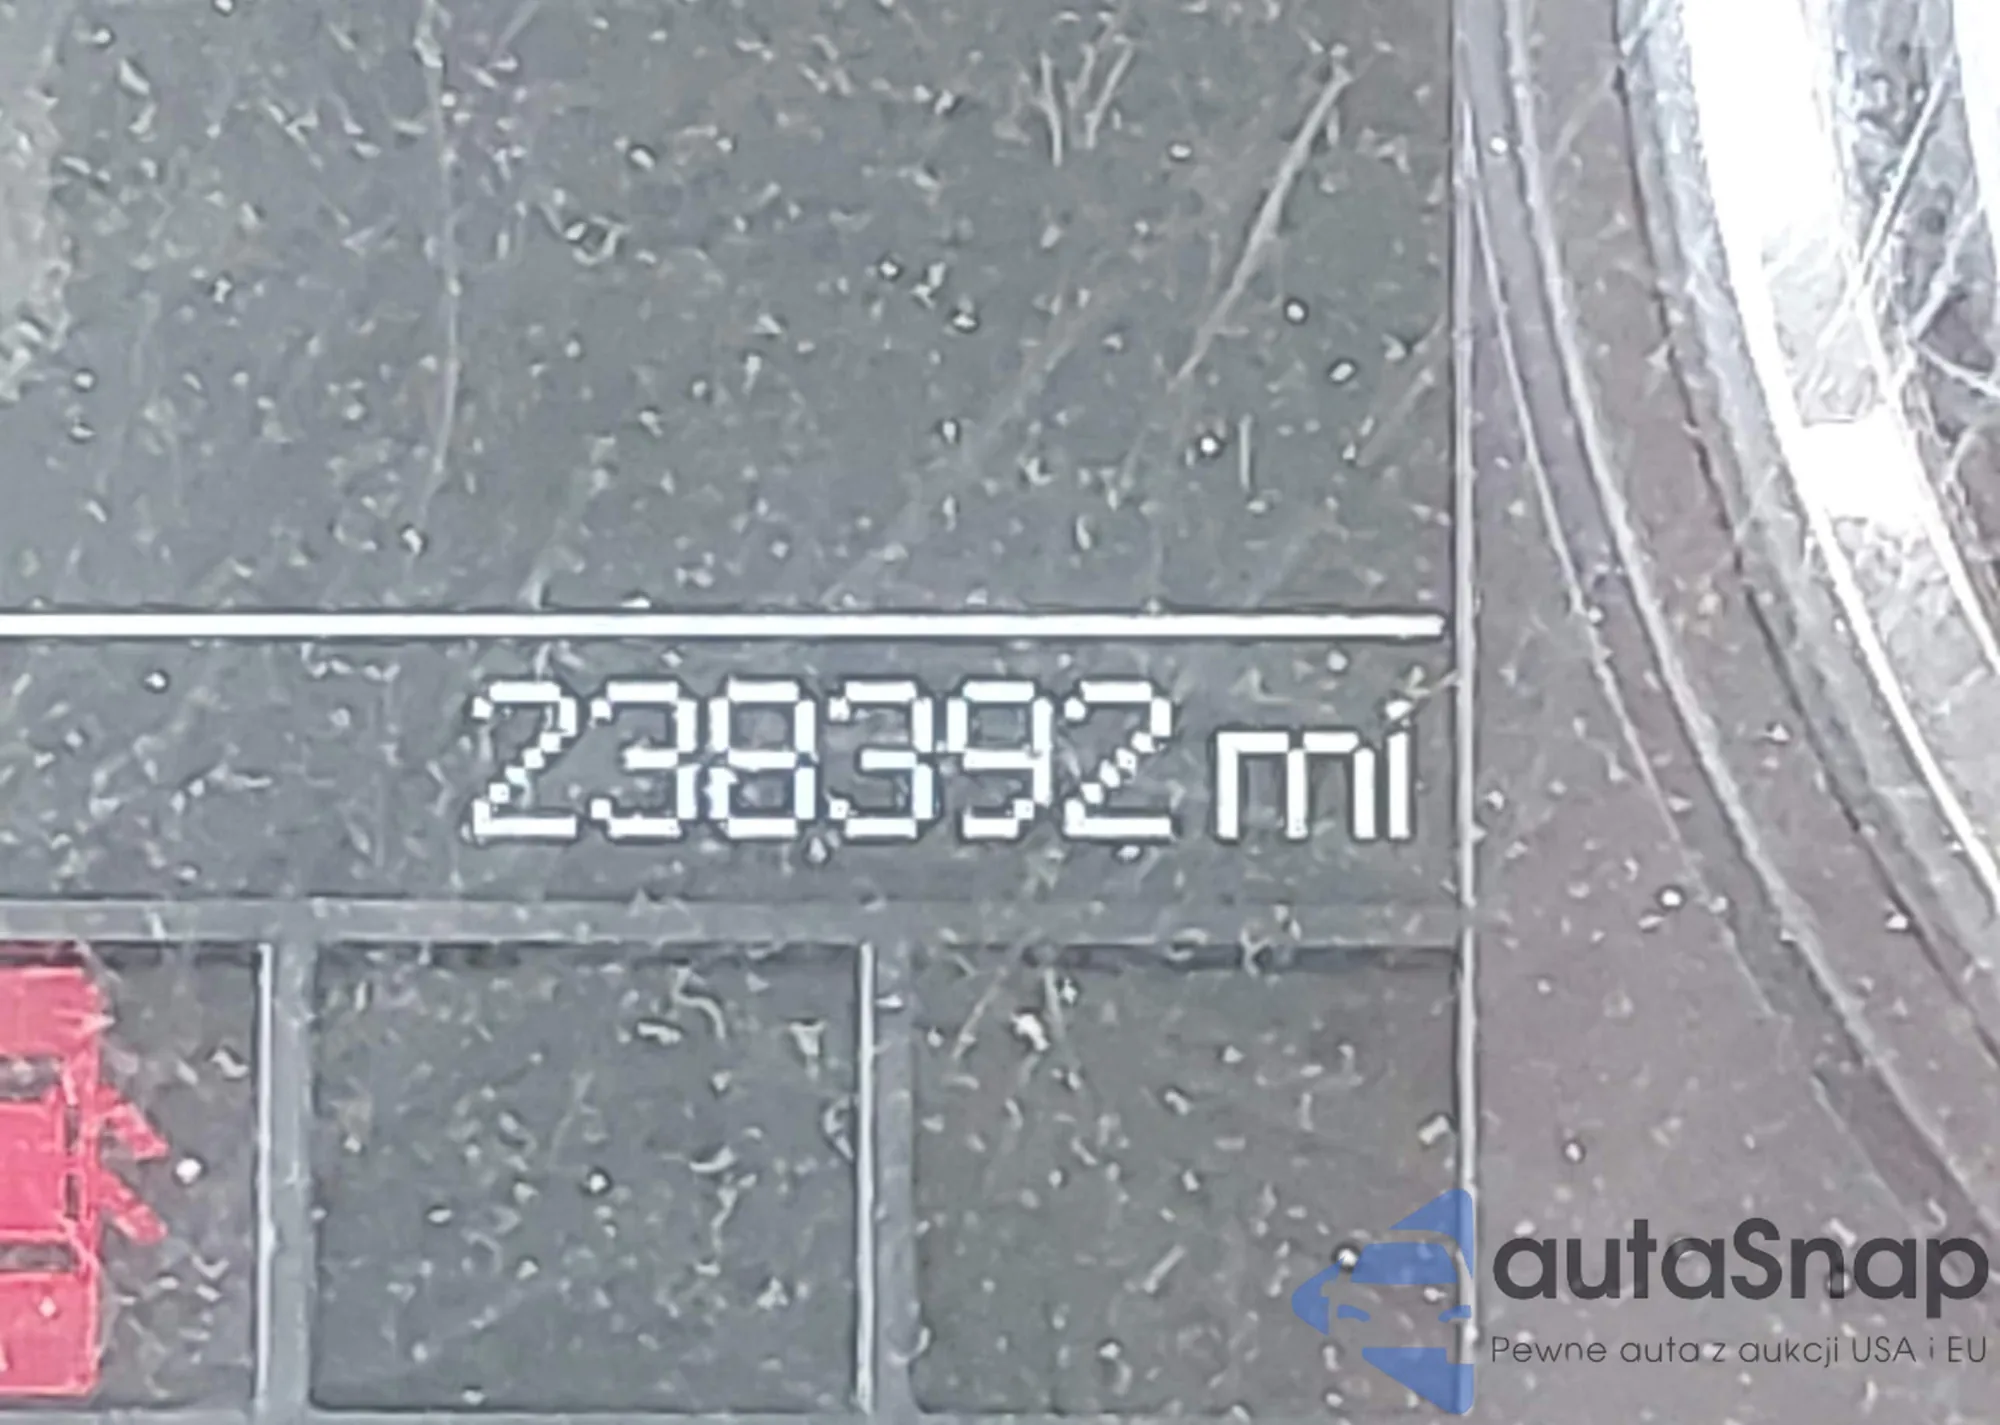 238392 mi
autaSnap
Pewne auta z aukcji USA i EU